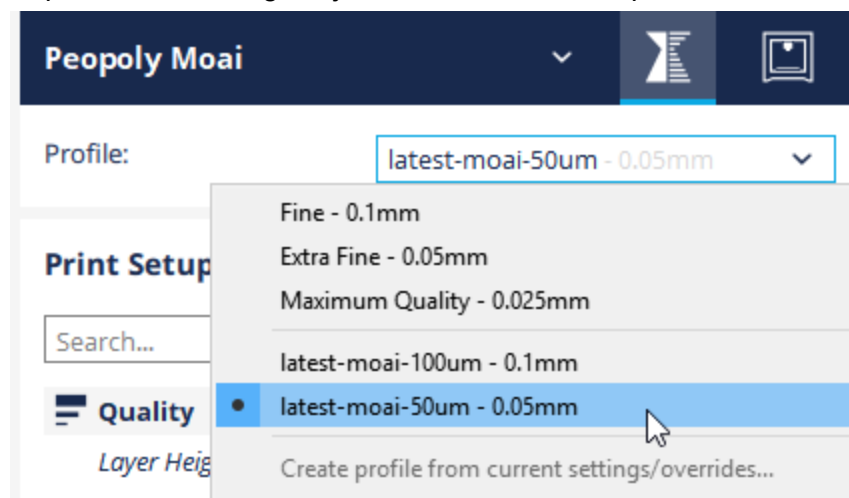 Peopoly Moai
Profile:
latest-moai-50um - 0.05mm
Fine - 0.1mm
Extra Fine - 0.05mm
Maximum Quality - 0.025mm
Print Setup
Search...
latest-moai-100um - 0.1mm
Quality
latest-moai-50um - 0.05mm
Layer Heig
Create profile from current settings/overrides...